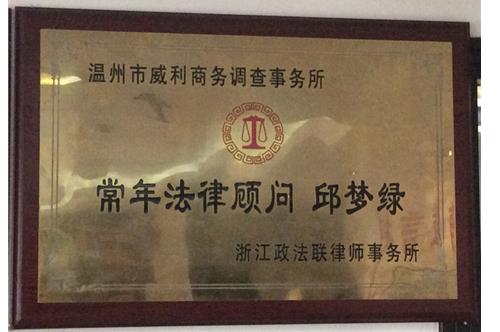 温州市威利商务调查事务所
常年法律顾问 邱梦绿
浙江政法联律师事务所